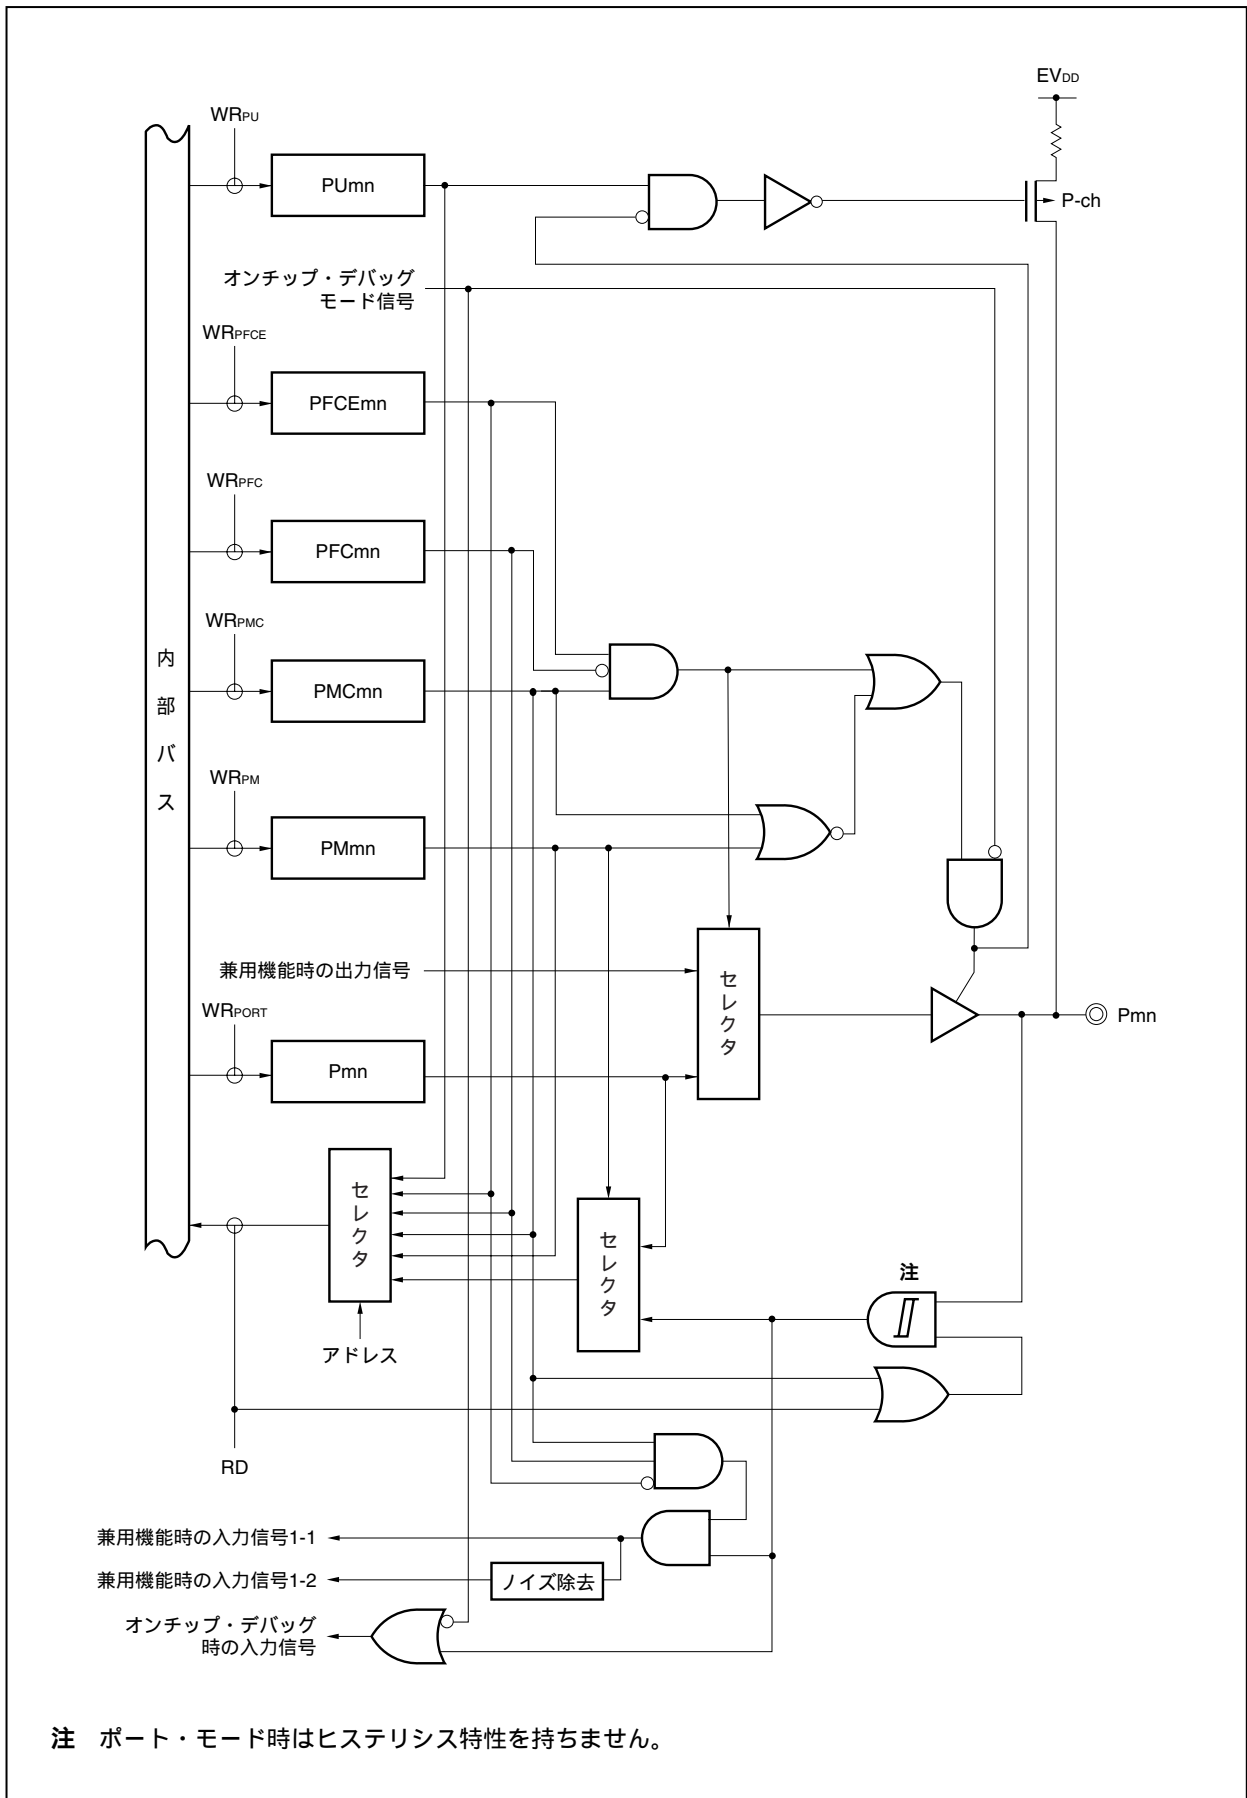 EVDD
WRPU
PUmn
P-ch
オンチップ・デバッグ
モード信号
WRPFCE
PFCEmn
WRPFC
PFCmn
WRPMC
PMCmn
内部バス
WRPM
PMmn
兼用機能時の出力信号
セレクタ
WRPORT
Pmn
Pmn
セレクタ
セレクタ
注
アドレス
RD
兼用機能時の入力信号1-1
兼用機能時の入力信号1-2
ノイズ除去
オンチップ・デバッグ
時の入力信号
注 ポート・モード時はヒステリシス特性を持ちません。